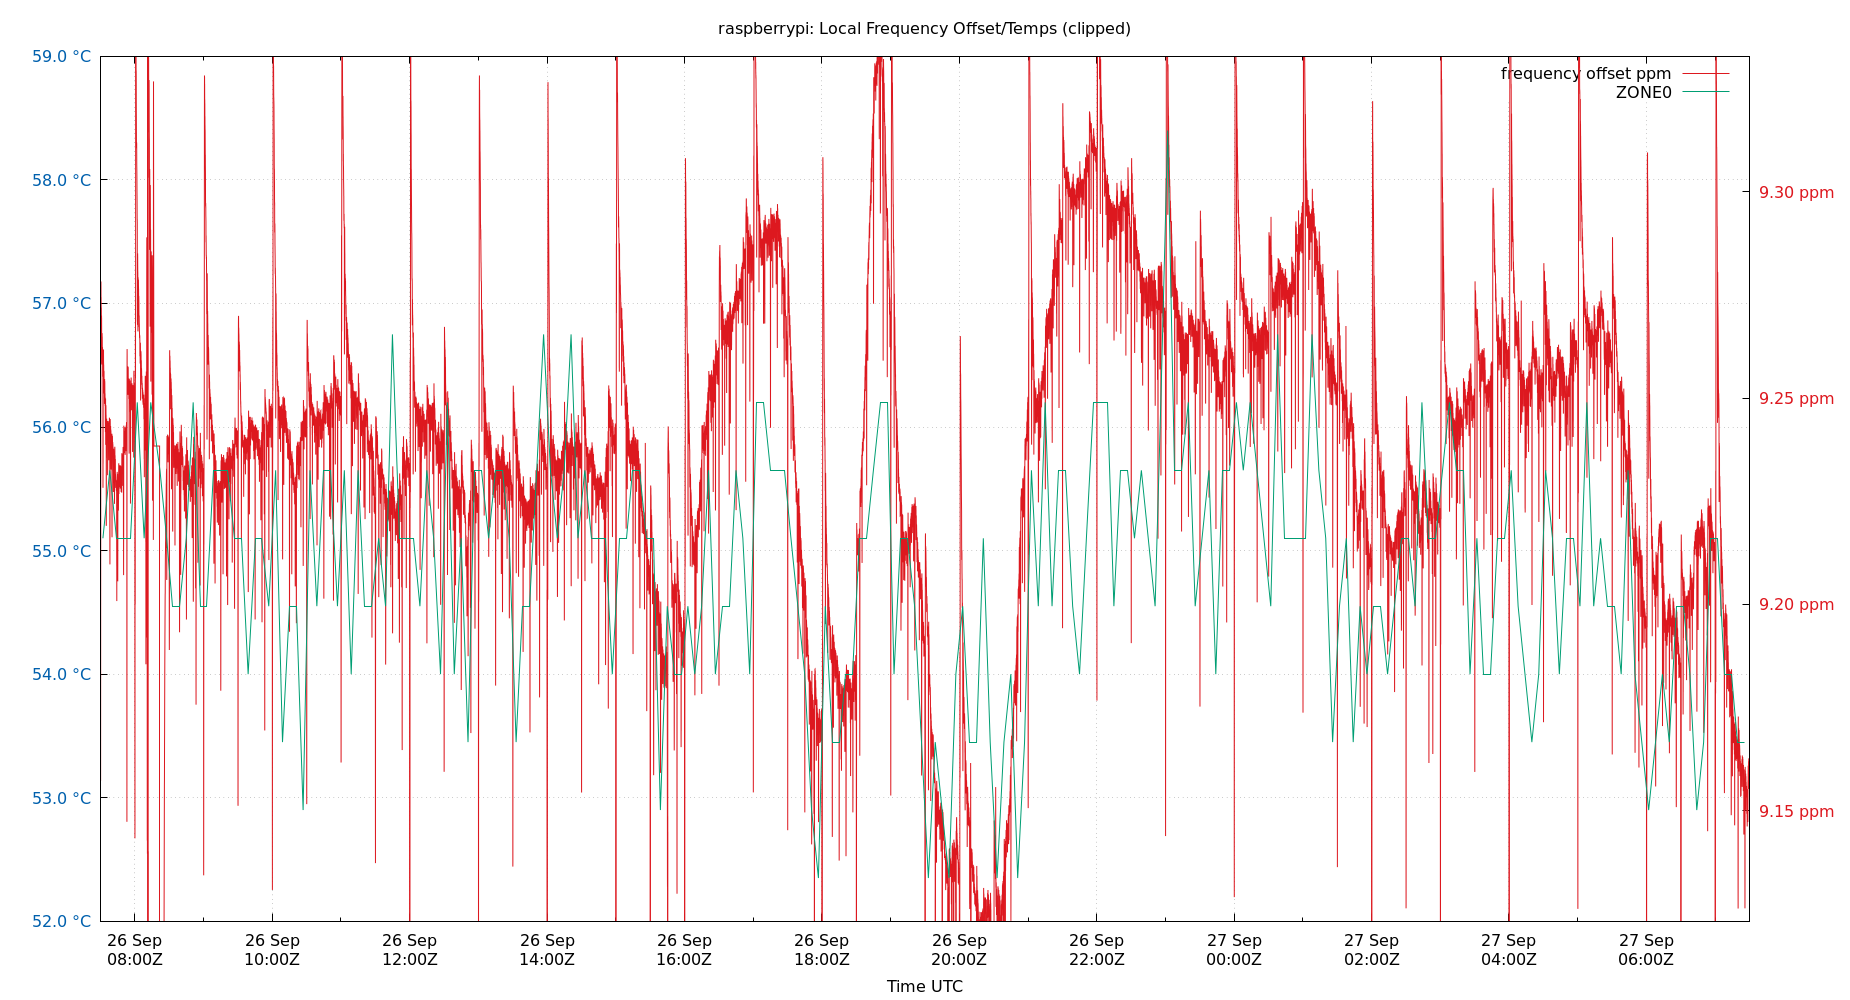 raspberrypi: Local Frequency Offset/Temps (clipped)
frequency offset ppm
ZONE0
59.0 °C
58.0 °C
57.0 °C
56.0 °C
55.0 °C
54.0 °C
53.0 °C
52.0 °C
9.30 ppm
9.25 ppm
9.20 ppm
9.15 ppm
26 Sep 26 Sep 26 Sep 26 Sep 26 Sep 26 Sep 26 Sep 26 Sep 27 Sep 27 Sep 27 Sep 27 Sep
08:00Z 10:00Z 12:00Z 14:00Z 16:00Z 18:00Z 20:00Z 22:00Z 00:00Z 02:00Z 04:00Z 06:00Z
Time UTC